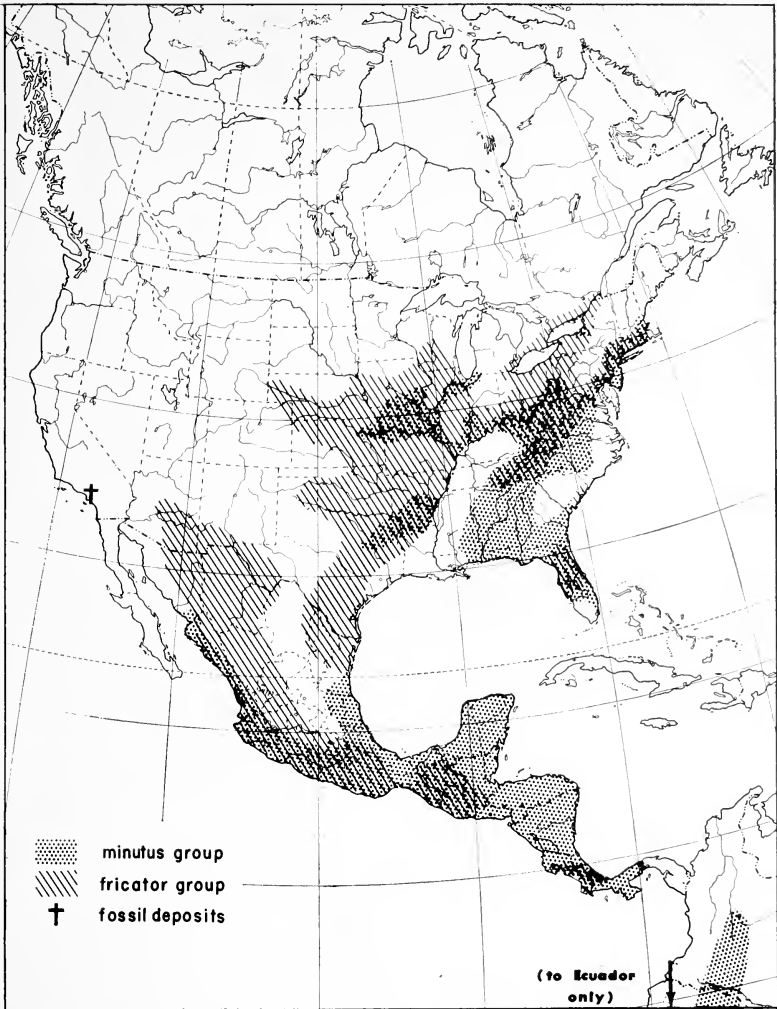 minutus group
fricator group
fossil deposits
(to Ecuador
only)